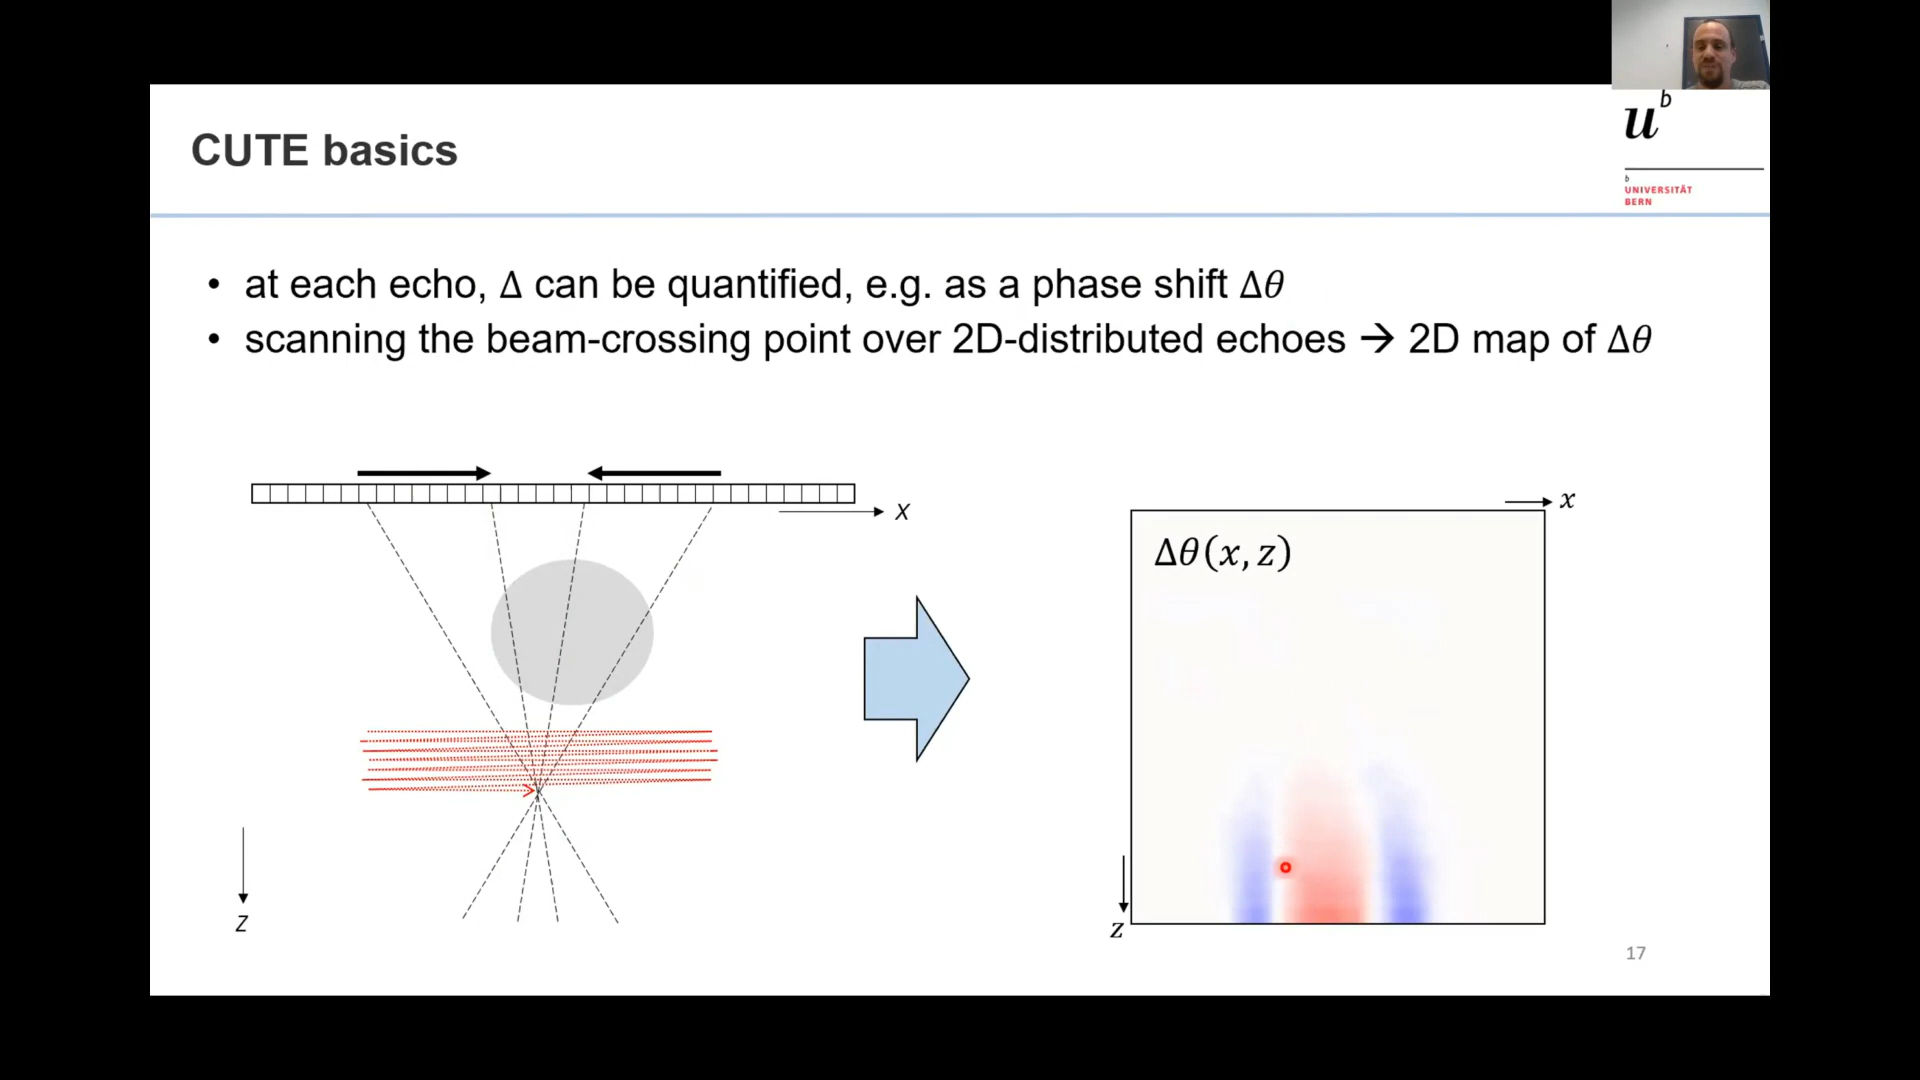 u^b
CUTE basics
b
UNIVERSITÄT
BERN
• at each echo, Δ can be quantified, e.g. as a phase shift Δθ
• scanning the beam-crossing point over 2D-distributed echoes → 2D map of Δθ
x
x
Δθ(x, z)
z
z
17